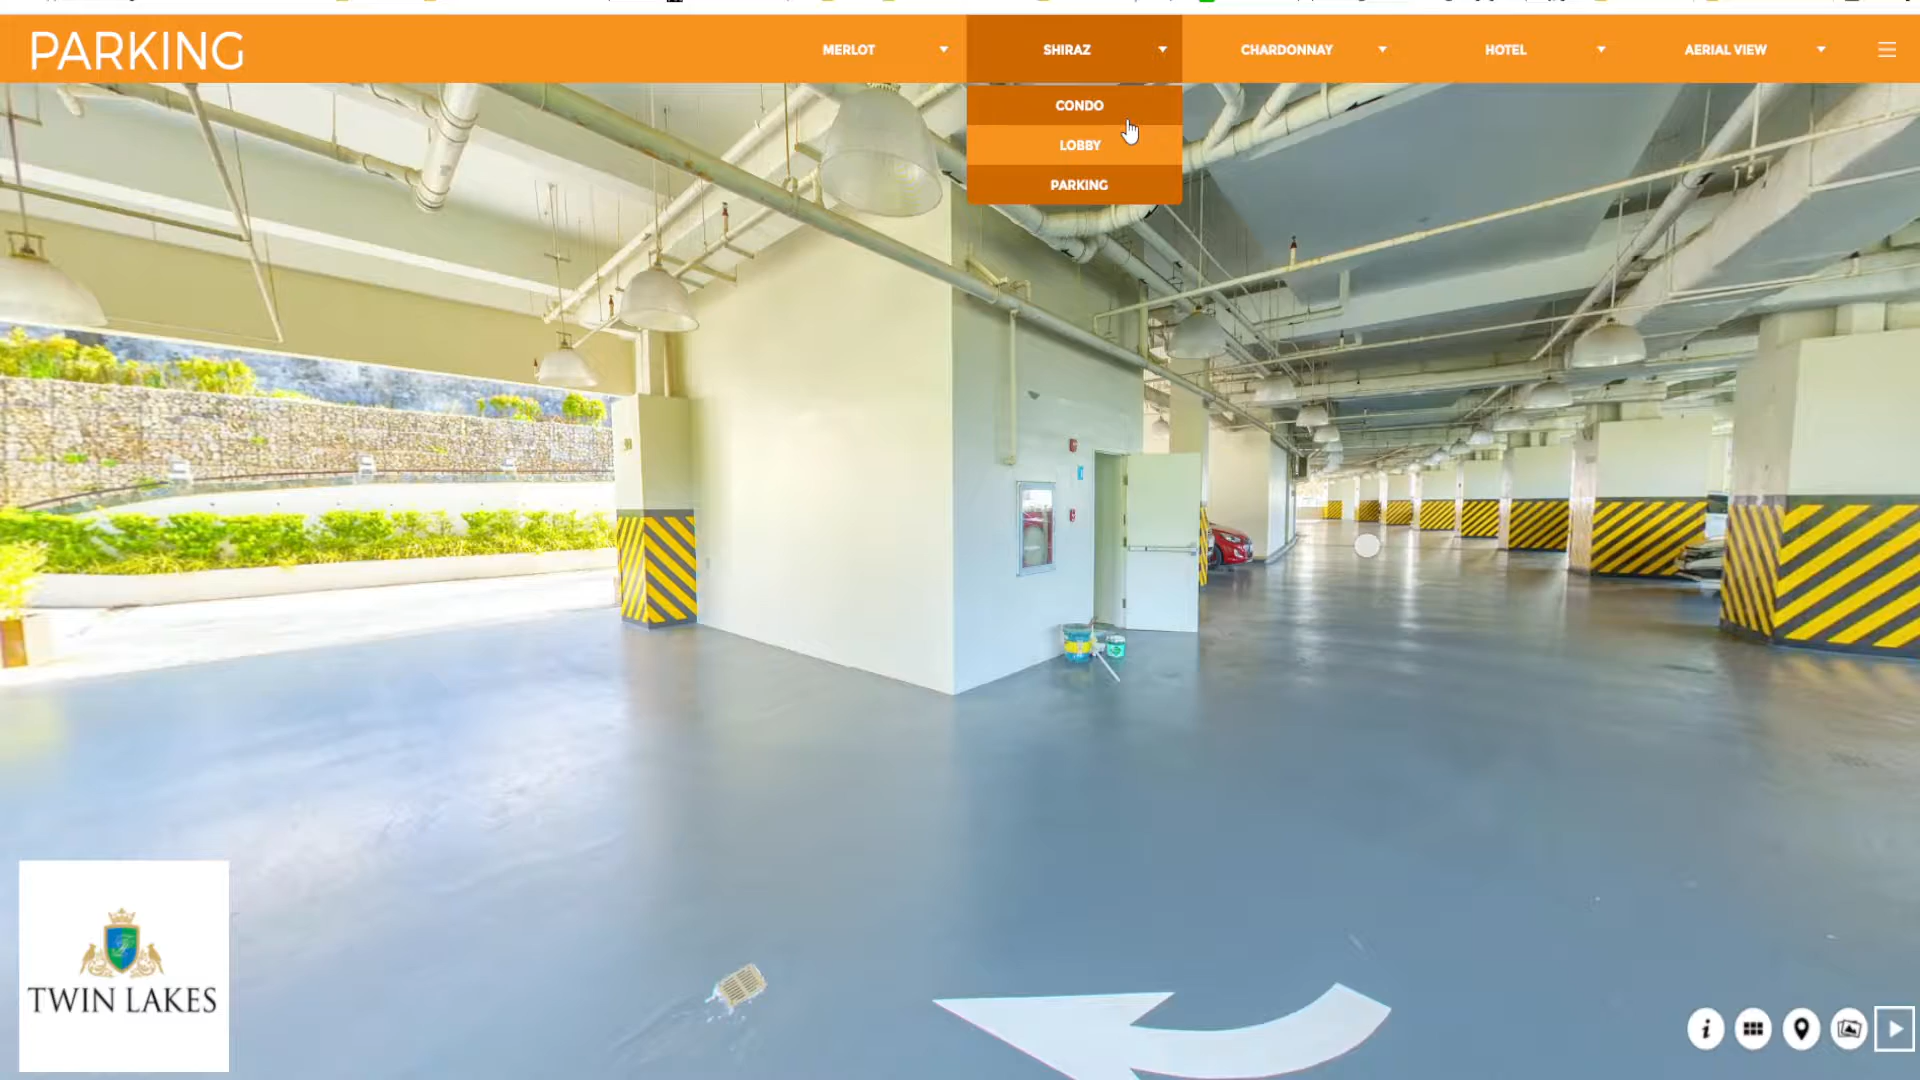 PARKING
MERLOT
SHIRAZ
CHARDONNAY
HOTEL
AERIAL VIEW
CONDO
LOBBY
PARKING
TWIN LAKES